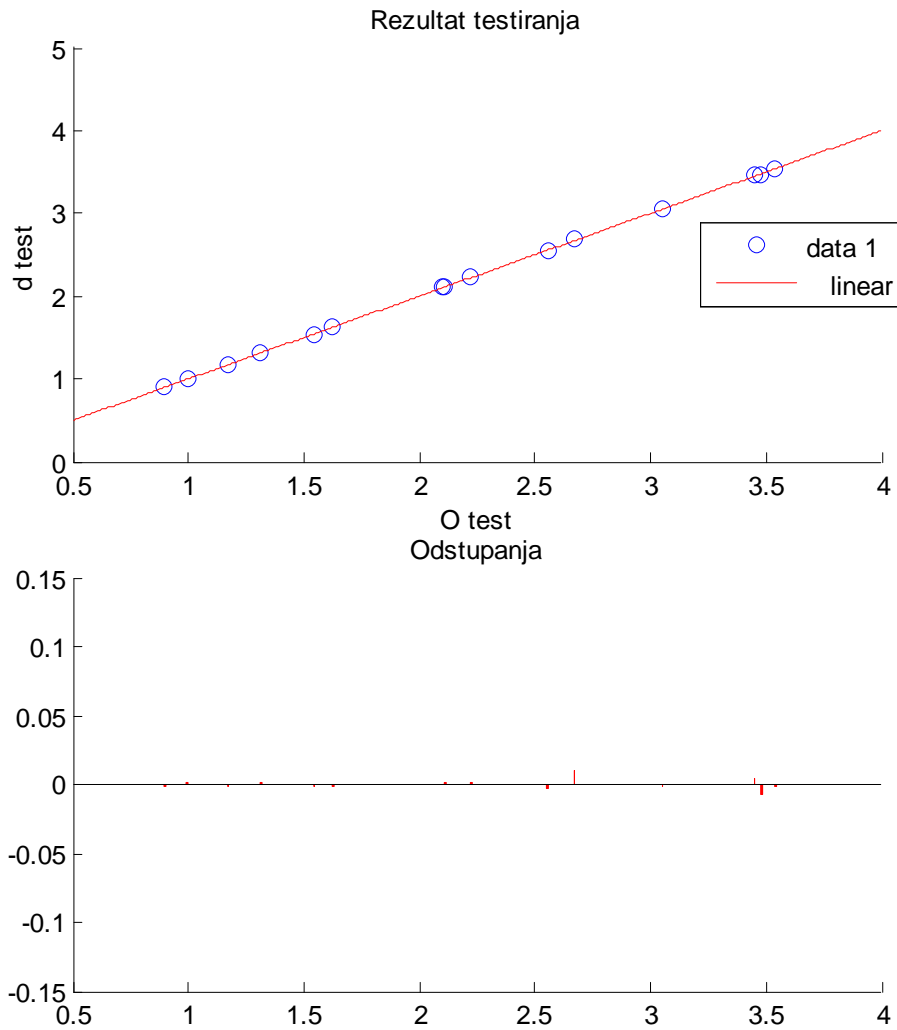 Rezultat testiranja
5
4
3
2
1
0
d test
0.5 1 1.5 2 2.5 3 3.5 4
O test
data 1
linear
Odstupanja
0.15
0.1
0.05
0
-0.05
-0.1
-0.15
0.5 1 1.5 2 2.5 3 3.5 4